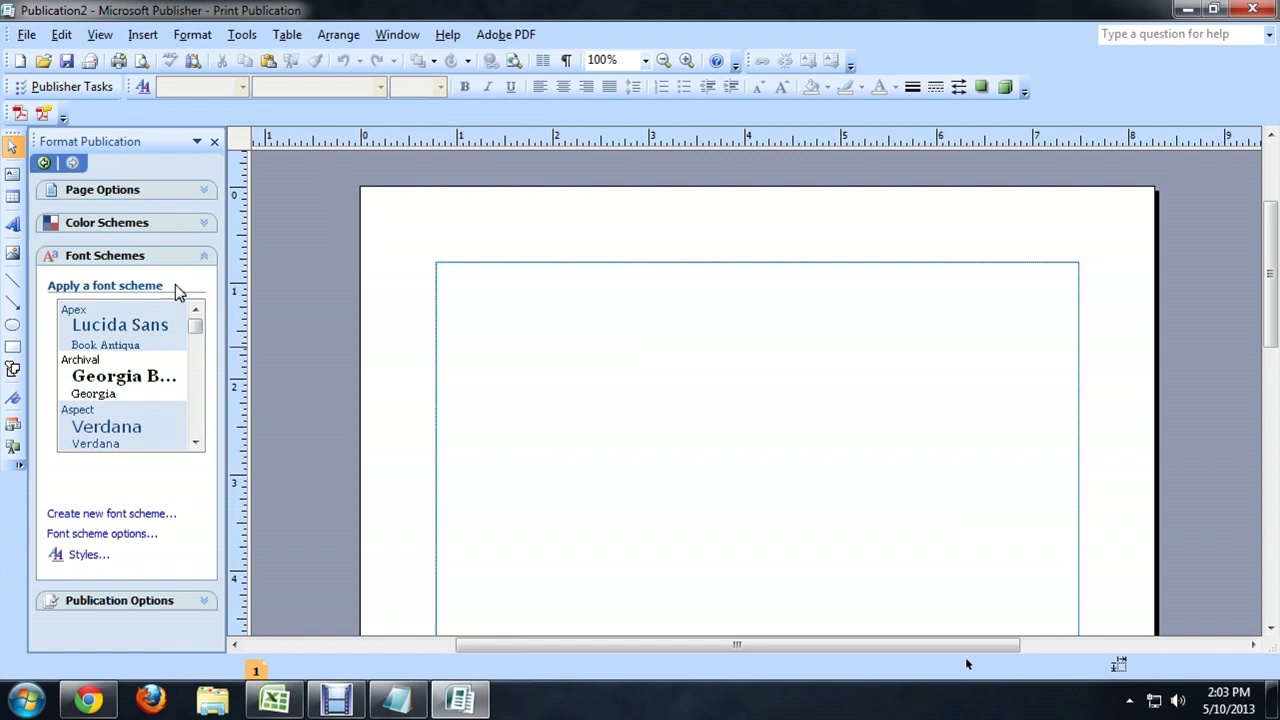 Publication2 - Microsoft Publisher - Print Publication
File Edit View Insert Format Tools Table Arrange Window Help Adobe PDF
Type a question for help
100%
Publisher Tasks
B I U
Format Publication
1 0 1 2 3 4 5 6 7 8 9
Page Options
Color Schemes
Font Schemes
Apply a font scheme
Apex
Lucida Sans
Book Antiqua
Archival
Georgia B...
Georgia
Aspect
Verdana
Verdana
Create new font scheme...
Font scheme options...
Styles...
Publication Options
0
1
2
3
4
1
2:03 PM
5/10/2013